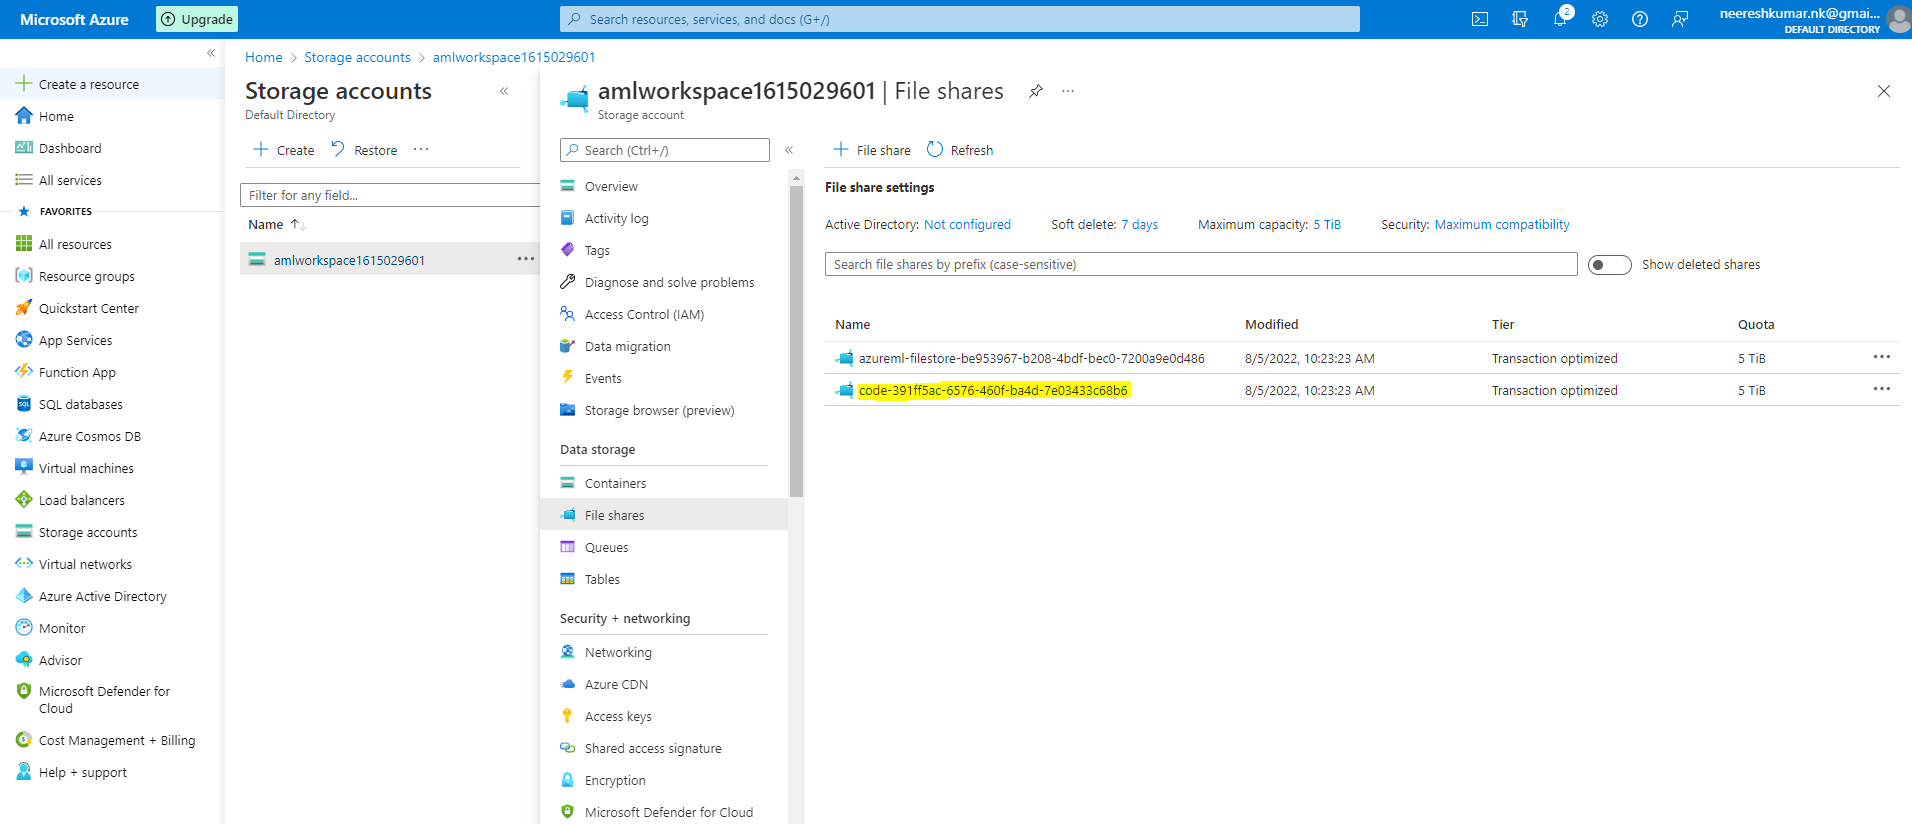 Microsoft Azure
Upgrade
Search resources, services, and docs (G+/)
2
neereshkumar.nk@gmai...
DEFAULT DIRECTORY
«
Create a resource
Home
Dashboard
All services
FAVORITES
All resources
Resource groups
Quickstart Center
App Services
Function App
SQL databases
Azure Cosmos DB
Virtual machines
Load balancers
Storage accounts
Virtual networks
Azure Active Directory
Monitor
Advisor
Microsoft Defender for
Cloud
Cost Management + Billing
Help + support
Home > Storage accounts > amlworkspace1615029601
Storage accounts
«
Default Directory
Create
Restore
...
Filter for any field...
Name ↑↓
amlworkspace1615029601
...
amlworkspace1615029601 | File shares
...
Storage account
Search (Ctrl+/)
«
Overview
Activity log
Tags
Diagnose and solve problems
Access Control (IAM)
Data migration
Events
Storage browser (preview)
Data storage
Containers
File shares
Queues
Tables
Security + networking
Networking
Azure CDN
Access keys
Shared access signature
Encryption
Microsoft Defender for Cloud
File share
Refresh
File share settings
Active Directory: Not configured
Soft delete: 7 days
Maximum capacity: 5 TiB
Security: Maximum compatibility
Search file shares by prefix (case-sensitive)
Show deleted shares
Name Modified Tier Quota
azureml-filestore-be953967-b208-4bdf-bec0-7200a9e0d486 8/5/2022, 10:23:23 AM Transaction optimized 5 TiB ...
code-391ff5ac-6576-460f-ba4d-7e03433c68b6 8/5/2022, 10:23:23 AM Transaction optimized 5 TiB ...